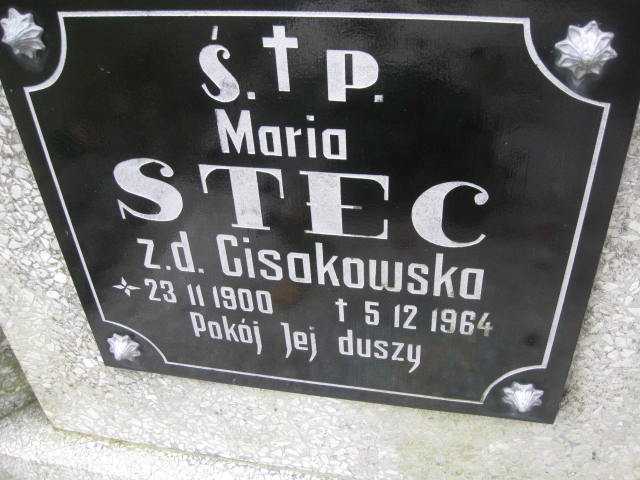 Ś. † P.
Maria
STEC
z.d. Cisakowska
23 11 1900 † 5 12 1964
Pokój Jej duszy